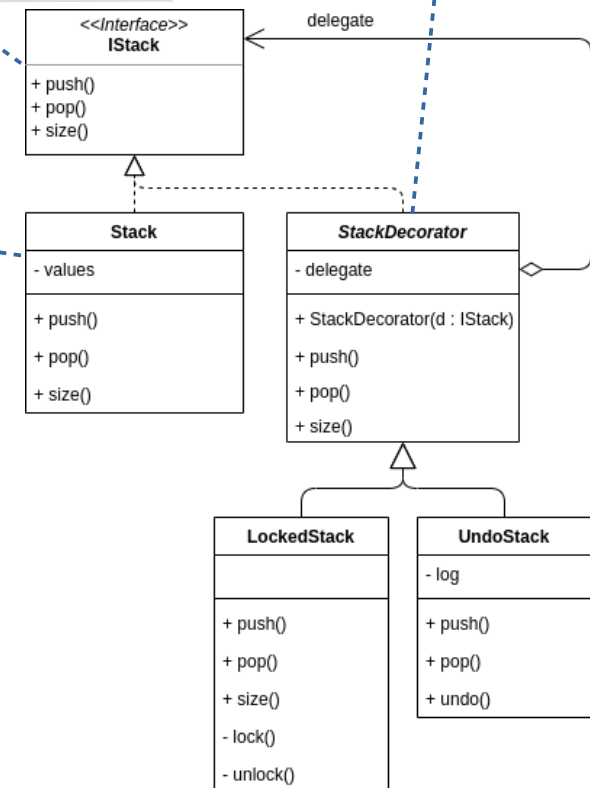 delegate
<<Interface>>
IStack
+ push()
+ pop()
+ size()
Stack
- values
+ push()
+ pop()
+ size()
StackDecorator
- delegate
+ StackDecorator(d : IStack)
+ push()
+ pop()
+ size()
LockedStack
+ push()
+ pop()
+ size()
- lock()
- unlock()
UndoStack
- log
+ push()
+ pop()
+ undo()